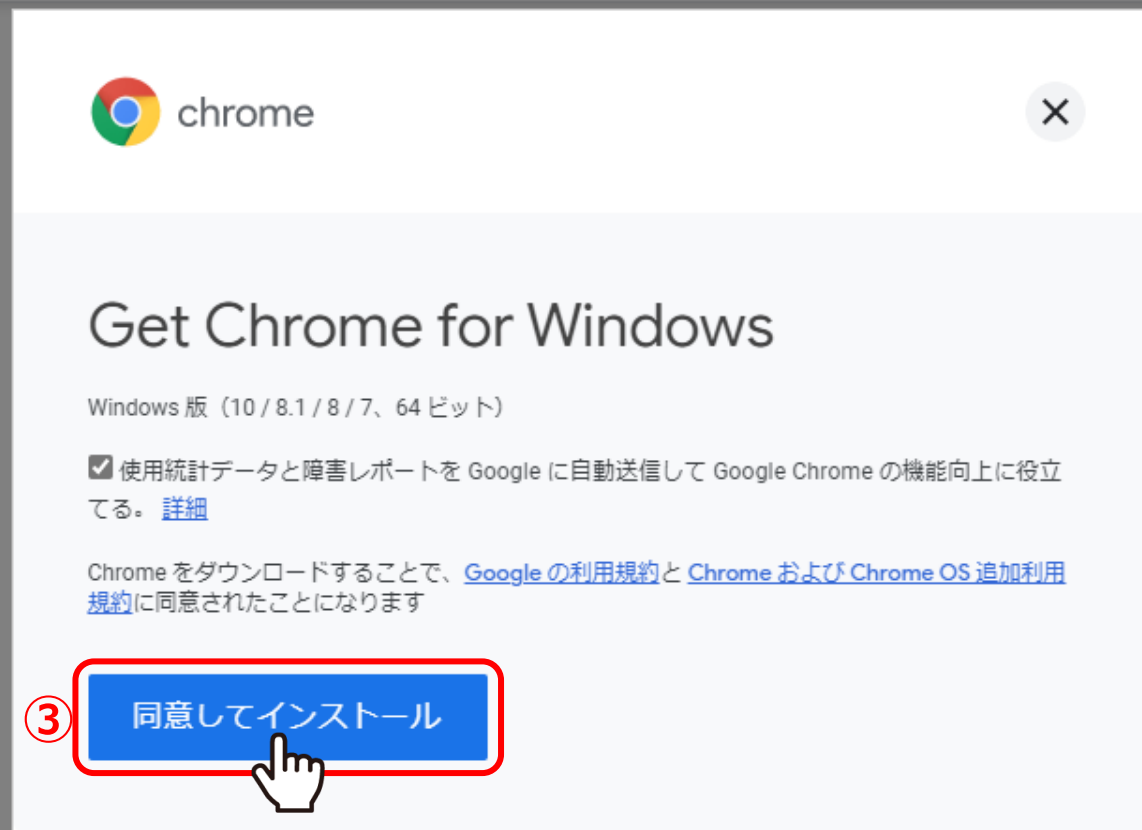 chrome
Get Chrome for Windows
Windows 版（10 / 8.1 / 8 / 7、64 ビット）
使用統計データと障害レポートを Google に自動送信して Google Chrome の機能向上に役立
てる。 詳細
Chrome をダウンロードすることで、Google の利用規約と Chrome および Chrome OS 追加利用
規約に同意されたことになります
③ 同意してインストール